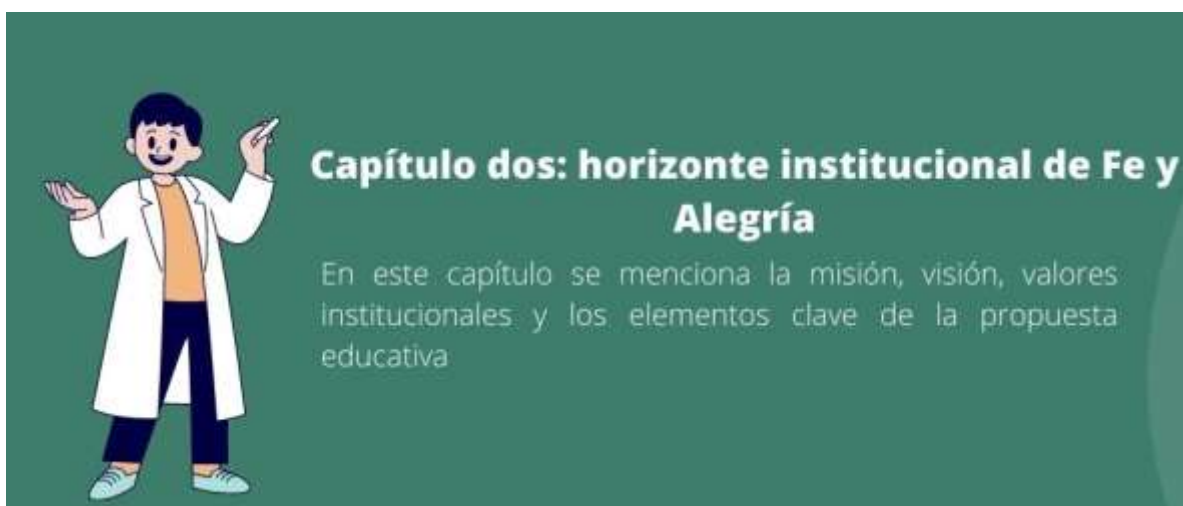 Capítulo dos: horizonte institucional de Fe y
Alegría
En este capítulo se menciona la misión, visión, valores
institucionales y los elementos clave de la propuesta
educativa